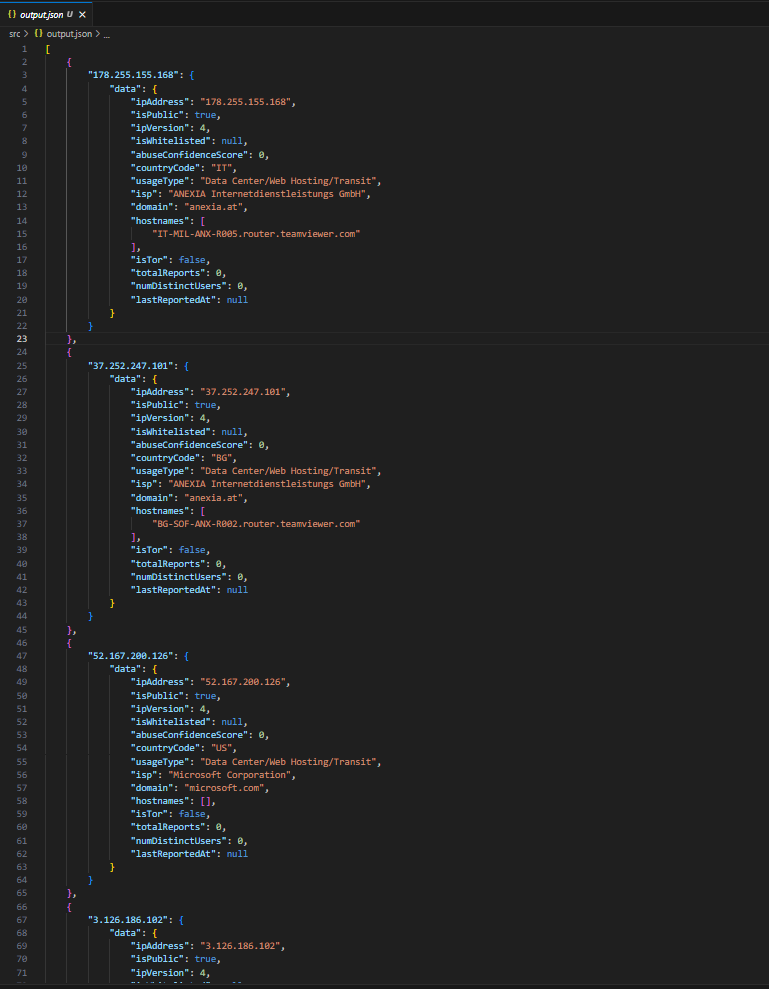 {} output.json U ✕
src > {} output.json > ...
1 [
2 {
3 "178.255.155.168": {
4 "data": {
5 "ipAddress": "178.255.155.168",
6 "isPublic": true,
7 "ipVersion": 4,
8 "isWhitelisted": null,
9 "abuseConfidenceScore": 0,
10 "countryCode": "IT",
11 "usageType": "Data Center/Web Hosting/Transit",
12 "isp": "ANEXIA Internetdienstleistungs GmbH",
13 "domain": "anexia.at",
14 "hostnames": [
15 "IT-MIL-ANX-R005.router.teamviewer.com"
16 ],
17 "isTor": false,
18 "totalReports": 0,
19 "numDistinctUsers": 0,
20 "lastReportedAt": null
21 }
22 }
23 },
24 {
25 "37.252.247.101": {
26 "data": {
27 "ipAddress": "37.252.247.101",
28 "isPublic": true,
29 "ipVersion": 4,
30 "isWhitelisted": null,
31 "abuseConfidenceScore": 0,
32 "countryCode": "BG",
33 "usageType": "Data Center/Web Hosting/Transit",
34 "isp": "ANEXIA Internetdienstleistungs GmbH",
35 "domain": "anexia.at",
36 "hostnames": [
37 "BG-SOF-ANX-R002.router.teamviewer.com"
38 ],
39 "isTor": false,
40 "totalReports": 0,
41 "numDistinctUsers": 0,
42 "lastReportedAt": null
43 }
44 }
45 },
46 {
47 "52.167.200.126": {
48 "data": {
49 "ipAddress": "52.167.200.126",
50 "isPublic": true,
51 "ipVersion": 4,
52 "isWhitelisted": null,
53 "abuseConfidenceScore": 0,
54 "countryCode": "US",
55 "usageType": "Data Center/Web Hosting/Transit",
56 "isp": "Microsoft Corporation",
57 "domain": "microsoft.com",
58 "hostnames": [],
59 "isTor": false,
60 "totalReports": 0,
61 "numDistinctUsers": 0,
62 "lastReportedAt": null
63 }
64 }
65 },
66 {
67 "3.126.186.102": {
68 "data": {
69 "ipAddress": "3.126.186.102",
70 "isPublic": true,
71 "ipVersion": 4,